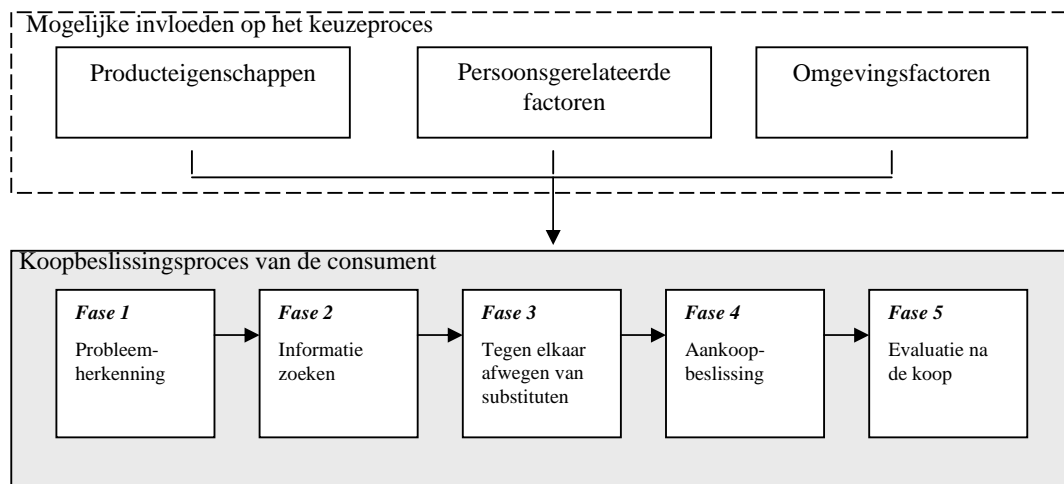 Mogelijke invloeden op het keuzeproces
Producteigenschappen
Persoonsgerelateerde
factoren
Omgevingsfactoren
Koopbeslissingsproces van de consument
Fase 1
Probleem-
herkenning
Fase 2
Informatie
zoeken
Fase 3
Tegen elkaar
afwegen van
substituten
Fase 4
Aankoop-
beslissing
Fase 5
Evaluatie na
de koop